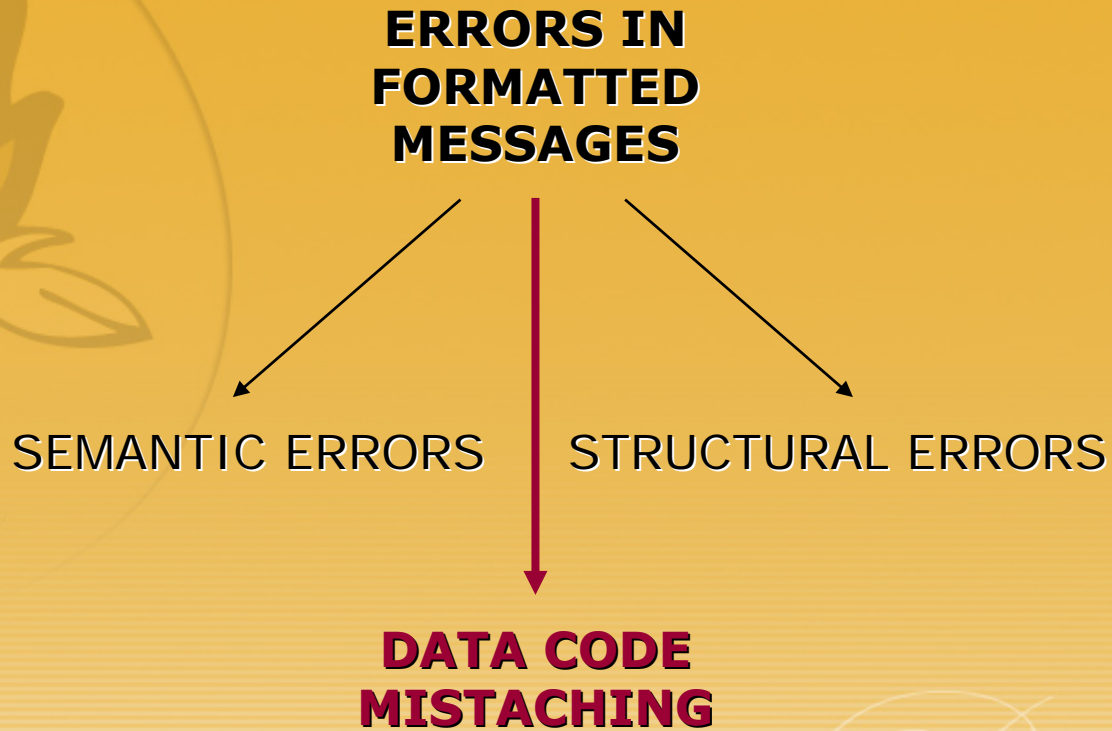 ERRORS IN
FORMATTED
MESSAGES
SEMANTIC ERRORS
STRUCTURAL ERRORS
DATA CODE
MISTACHING